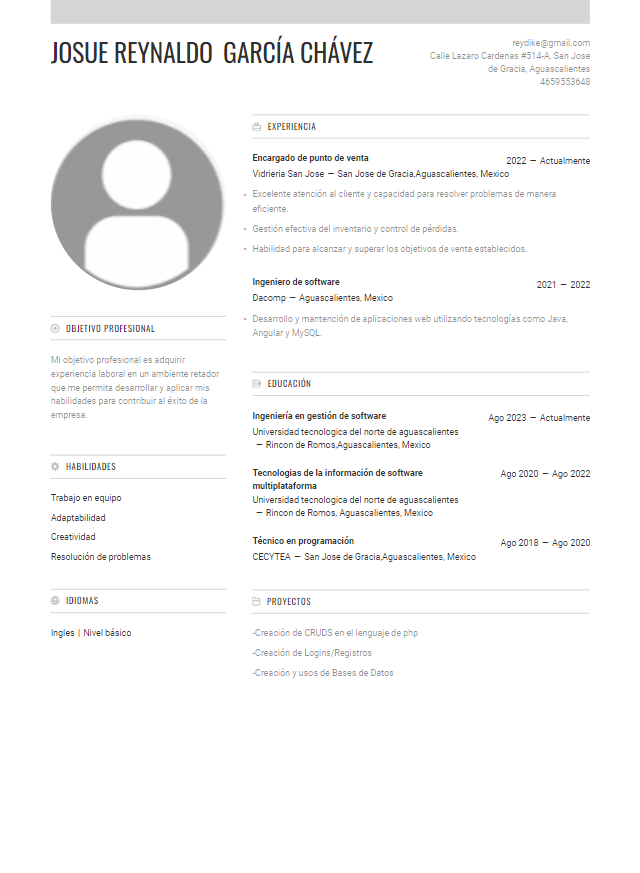 JOSUE REYNALDO  GARCÍA CHÁVEZ
reydike@gmail.com
Calle Lazaro Cardenas #514-A, San Jose
de Gracia, Aguascalientes
4659553648
OBJETIVO PROFESIONAL
Mi objetivo profesional es adquirir
experiencia laboral en un ambiente retador
que me permita desarrollar y aplicar mis
habilidades para contribuir al éxito de la
empresa.
HABILIDADES
Trabajo en equipo
Adaptabilidad
Creatividad
Resolución de problemas
IDIOMAS
Ingles | Nivel básico
EXPERIENCIA
Encargado de punto de venta
2022 — Actualmente
Vidrieria San Jose — San Jose de Gracia,Aguascalientes, Mexico
• Excelente atención al cliente y capacidad para resolver problemas de manera
eficiente.
• Gestión efectiva del inventario y control de pérdidas.
• Habilidad para alcanzar y superar los objetivos de venta establecidos.
Ingeniero de software
2021 — 2022
Dacomp — Aguascalientes, Mexico
• Desarrollo y mantención de aplicaciones web utilizando tecnologías como Java,
Angular y MySQL.
EDUCACIÓN
Ingeniería en gestión de software
Ago 2023 — Actualmente
Universidad tecnologica del norte de aguascalientes
— Rincon de Romos,Aguascalientes, Mexico
Tecnologias de la información de software
multiplataforma
Ago 2020 — Ago 2022
Universidad tecnologica del norte de aguascalientes
— Rincon de Romos, Aguascalientes, Mexico
Técnico en programación
Ago 2018 — Ago 2020
CECYTEA — San Jose de Gracia,Aguascalientes, Mexico
PROYECTOS
-Creación de CRUDS en el lenguaje de php
-Creación de Logins/Registros
-Creación y usos de Bases de Datos